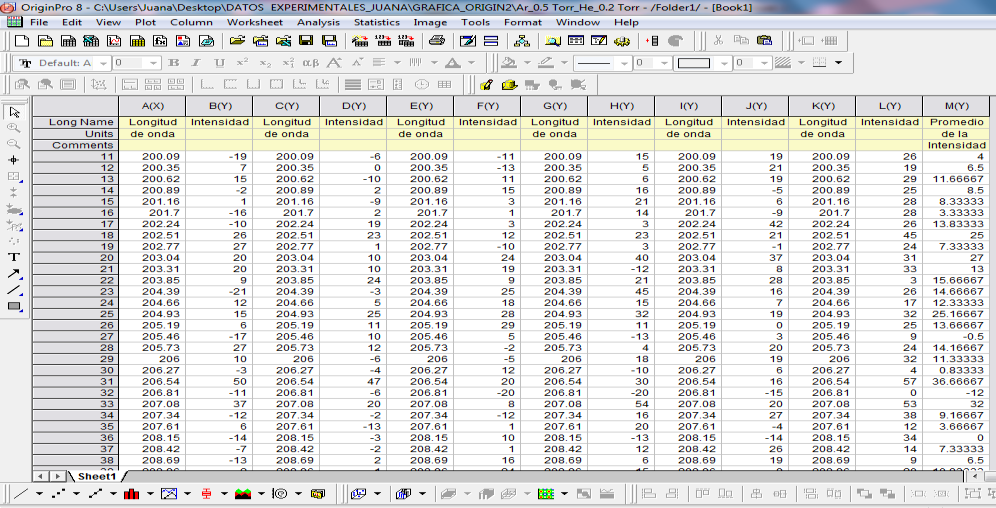 OriginPro 8 - C:\Users\Juana\Desktop\DATOS EXPERIMENTALES_JUANA\GRAFICA_ORIGIN2\Ar_0.5 Torr_He_0.2 Torr - /Folder1/ - [Book1]
File Edit View Plot Column Worksheet Analysis Statistics Image Tools Format Window Help
Default: A 0 B I U x² x₂ αβ A A 0 0
A(X) B(Y) C(Y) D(Y) E(Y) F(Y) G(Y) H(Y) I(Y) J(Y) K(Y) L(Y) M(Y)
Long Name Longitud Intensidad Longitud Intensidad Longitud Intensidad Longitud Intensidad Longitud Intensidad Longitud Intensidad Promedio
Units de onda de onda de onda de onda de onda de onda de la
Comments Intensidad
11 200.09 -19 200.09 -6 200.09 -11 200.09 15 200.09 19 200.09 26 4
12 200.35 7 200.35 0 200.35 -13 200.35 5 200.35 21 200.35 19 6.5
13 200.62 15 200.62 -10 200.62 11 200.62 6 200.62 19 200.62 29 11.66667
14 200.89 -2 200.89 2 200.89 15 200.89 16 200.89 -5 200.89 25 8.5
15 201.16 1 201.16 -9 201.16 3 201.16 21 201.16 6 201.16 28 8.33333
16 201.7 -16 201.7 2 201.7 1 201.7 14 201.7 -9 201.7 28 3.33333
17 202.24 -10 202.24 19 202.24 3 202.24 3 202.24 42 202.24 26 13.83333
18 202.51 26 202.51 23 202.51 12 202.51 23 202.51 21 202.51 45 25
19 202.77 27 202.77 1 202.77 -10 202.77 3 202.77 -1 202.77 24 7.33333
20 203.04 20 203.04 10 203.04 24 203.04 40 203.04 37 203.04 31 27
21 203.31 20 203.31 10 203.31 19 203.31 -12 203.31 8 203.31 33 13
22 203.85 9 203.85 24 203.85 9 203.85 21 203.85 28 203.85 3 15.66667
23 204.39 -21 204.39 -3 204.39 25 204.39 45 204.39 16 204.39 26 14.66667
24 204.66 12 204.66 5 204.66 18 204.66 15 204.66 7 204.66 17 12.33333
25 204.93 15 204.93 25 204.93 28 204.93 32 204.93 19 204.93 32 25.16667
26 205.19 6 205.19 11 205.19 29 205.19 11 205.19 0 205.19 25 13.66667
27 205.46 -17 205.46 10 205.46 5 205.46 -13 205.46 3 205.46 9 -0.5
28 205.73 27 205.73 12 205.73 -2 205.73 4 205.73 20 205.73 24 14.16667
29 206 10 206 -6 206 -5 206 18 206 19 206 32 11.33333
30 206.27 -3 206.27 -4 206.27 12 206.27 -10 206.27 6 206.27 4 0.83333
31 206.54 50 206.54 47 206.54 20 206.54 30 206.54 16 206.54 57 36.66667
32 206.81 -11 206.81 -6 206.81 -20 206.81 -20 206.81 -15 206.81 0 -12
33 207.08 37 207.08 20 207.08 8 207.08 54 207.08 20 207.08 53 32
34 207.34 -12 207.34 -2 207.34 -12 207.34 16 207.34 27 207.34 38 9.16667
35 207.61 6 207.61 -13 207.61 1 207.61 20 207.61 -4 207.61 12 3.66667
36 208.15 -14 208.15 -3 208.15 10 208.15 -13 208.15 -14 208.15 34 0
37 208.42 -7 208.42 -2 208.42 1 208.42 12 208.42 26 208.42 14 7.33333
38 208.69 -13 208.69 2 208.69 16 208.69 6 208.69 19 208.69 9 6.5
Sheet1